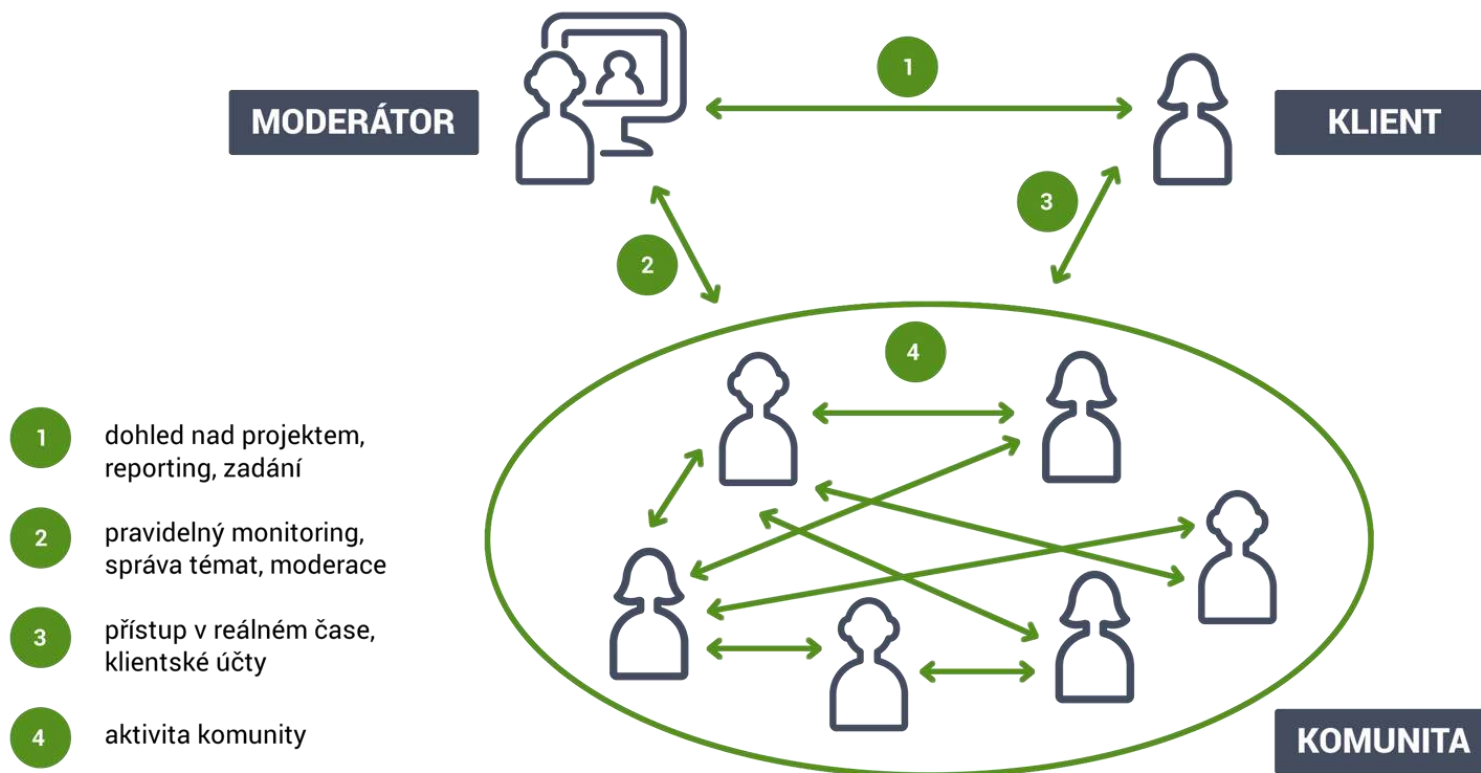 MODERÁTOR
1
KLIENT
3
2
4
1
dohled nad projektem,
reporting, zadání
2
pravidelný monitoring,
správa témat, moderace
3
přístup v reálném čase,
klientské účty
4
aktivita komunity
KOMUNITA